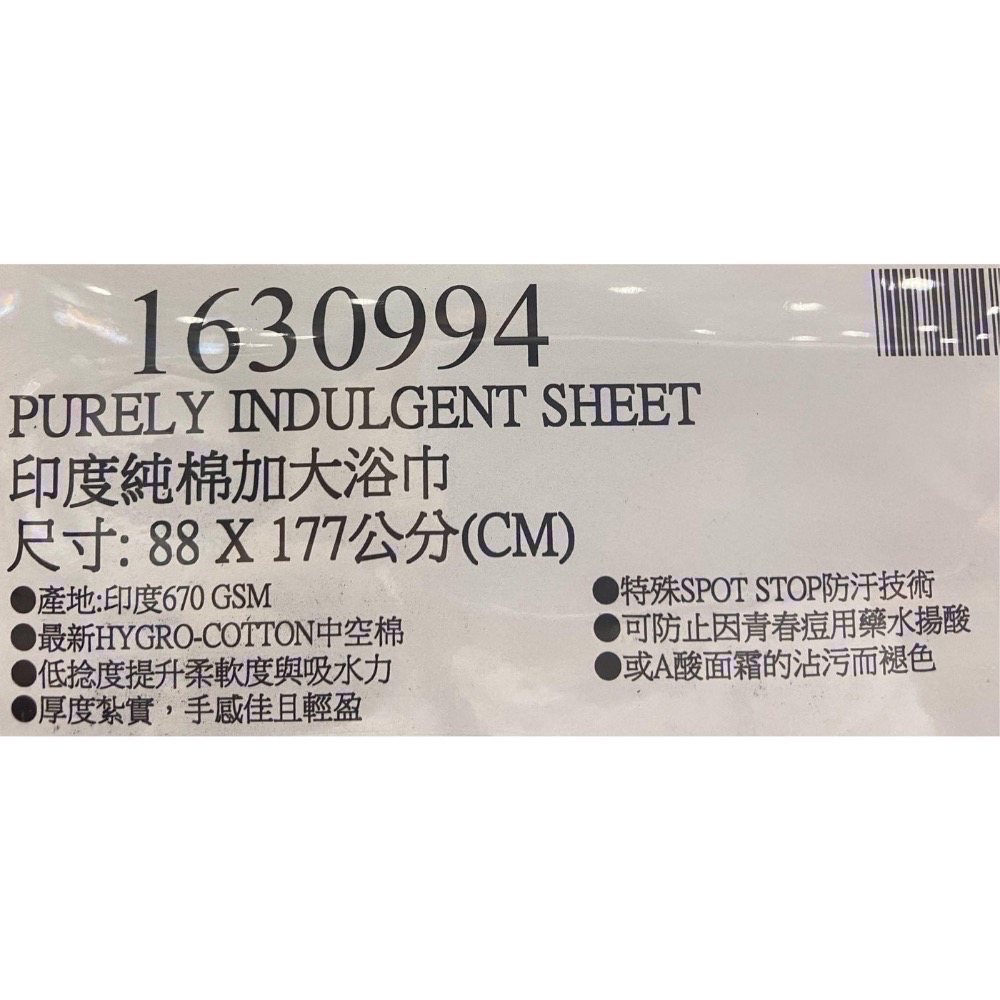 1630994
PURELY INDULGENT SHEET
印度純棉加大浴巾
尺寸: 88 X 177公分(CM)
●產地:印度670 GSM
●最新HYGRO-COTTON中空棉
●低捻度提升柔軟度與吸水力
●厚度紮實，手感佳且輕盈
●特殊SPOT STOP防汙技術
●可防止因青春痘用藥水揚酸
●或A酸面霜的沾污而褪色